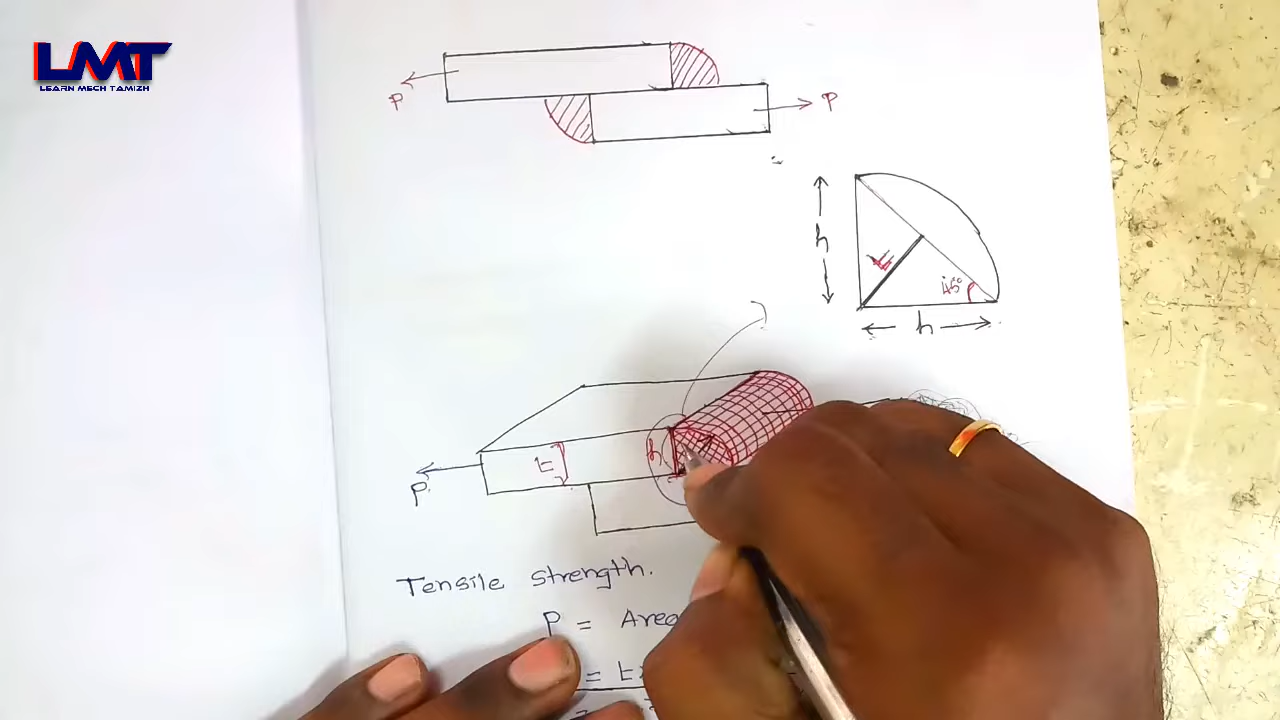 LMT
LEARN MECH TAMIZH
P
P
h
t
45°
h
h
t
P
Tensile strength.
P = Area
= t×
=